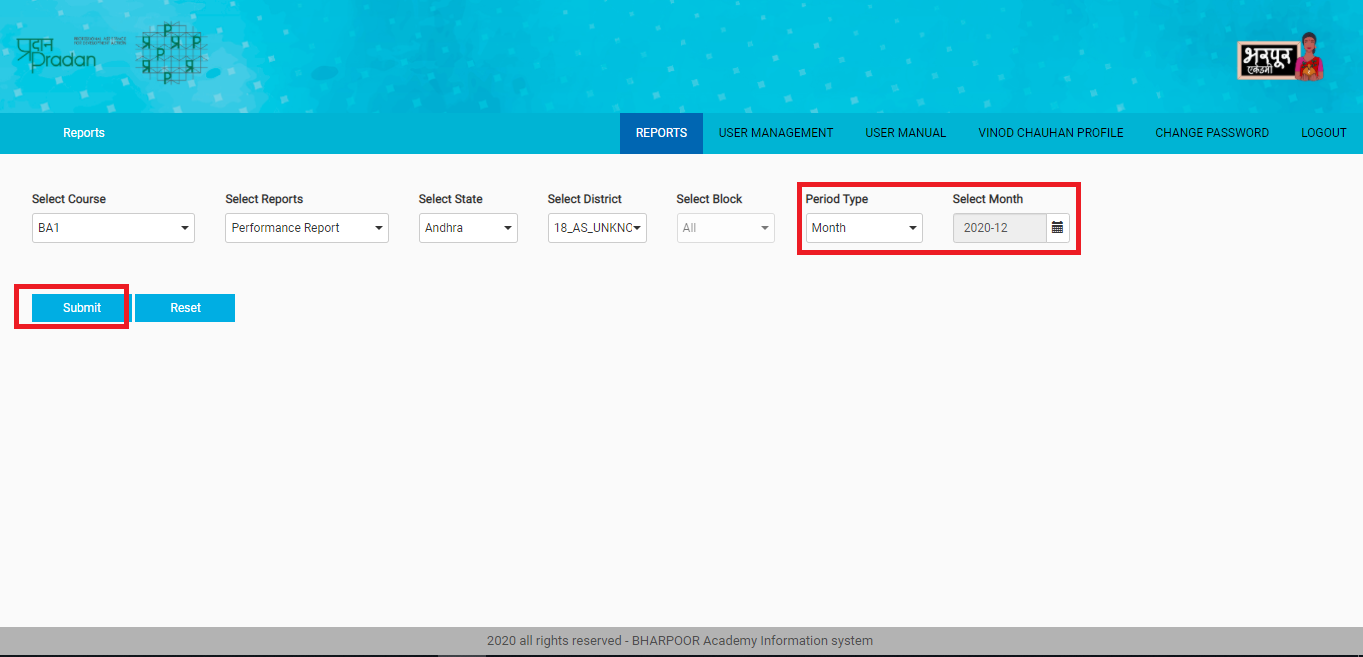 प्रदान
Pradan
प्र
प्र प्र
प्र
प्र प्र
प्र
भरपूर
एकेडमी
Reports
REPORTS USER MANAGEMENT USER MANUAL VINOD CHAUHAN PROFILE CHANGE PASSWORD LOGOUT
Select Course Select Reports Select State Select District Select Block Period Type Select Month
BA1 Performance Report Andhra 18_AS_UNKNC All Month 2020-12
Submit Reset
2020 all rights reserved - BHARPOOR Academy Information system